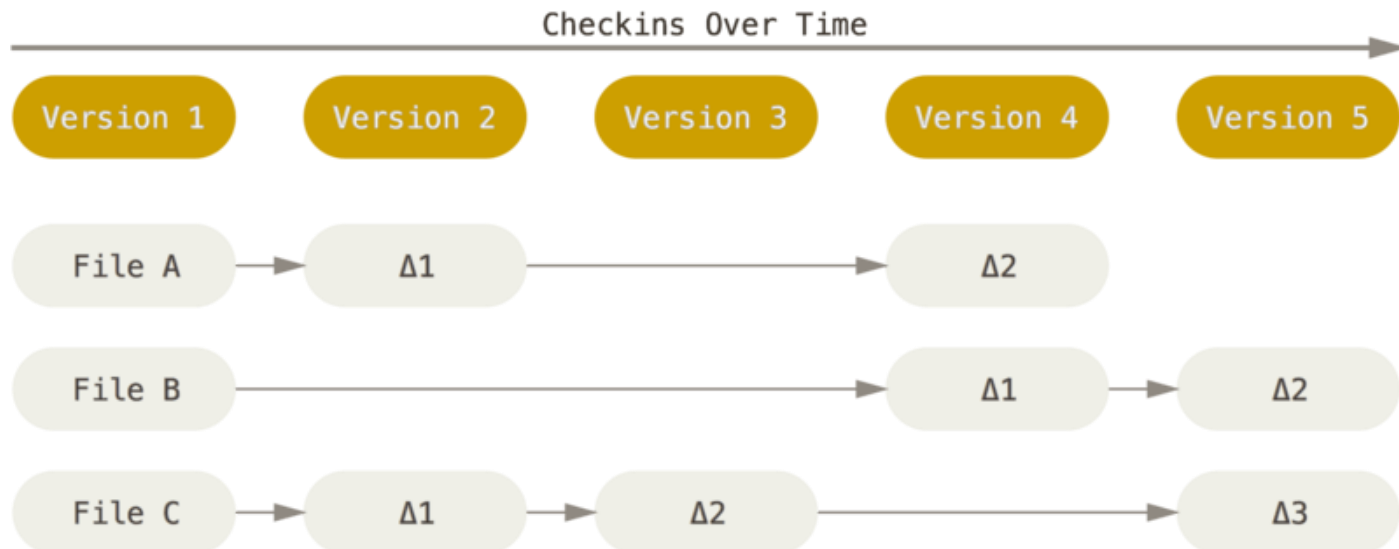 Checkins Over Time
Version 1 Version 2 Version 3 Version 4 Version 5
File A Δ1 Δ2
File B Δ1 Δ2
File C Δ1 Δ2 Δ3